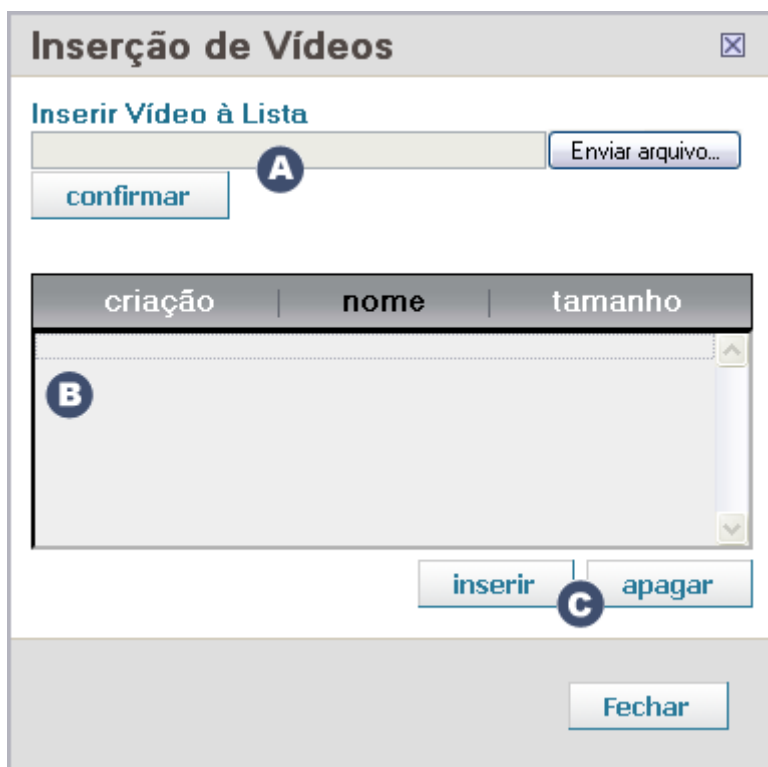 Inserção de Vídeos
Inserir Vídeo à Lista
A
Enviar arquivo...
confirmar
criação | nome | tamanho
B
inserir C apagar
Fechar